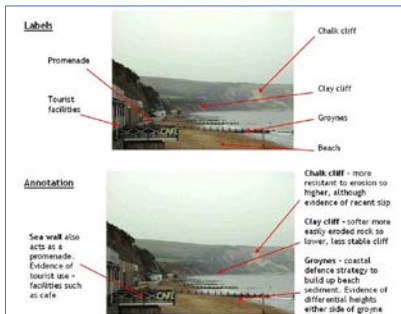 Labels
Chalk cliff
Promenade
Clay cliff
Tourist
facilities
Groynes
CAFE
Beach
Annotation
Chalk cliff - more
resistant to erosion so
higher, although
evidence of recent slip
Clay cliff - softer more
easily eroded rock so
lower, less stable cliff
Sea wall also
acts as a
promenade.
Evidence of
tourist use -
facilities such
as cafe
Groynes - coastal
defence strategy to
build up beach
sediment. Evidence of
differential heights
either side of groyne
CAFE